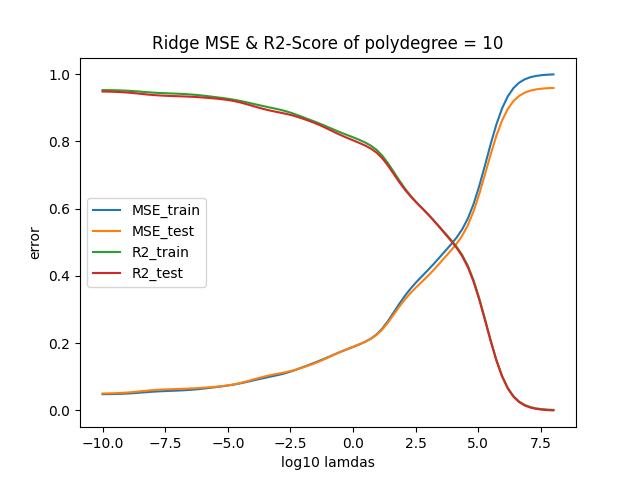 Ridge MSE & R2-Score of polydegree = 10
1.0
0.8
0.6
0.4
0.2
0.0
error
MSE_train
MSE_test
R2_train
R2_test
−10.0 −7.5 −5.0 −2.5 0.0 2.5 5.0 7.5
log10 lamdas